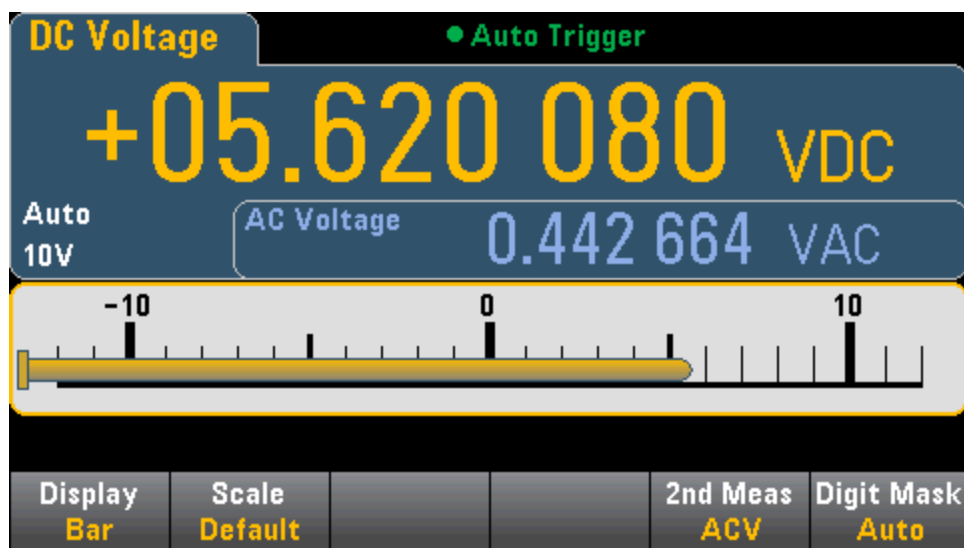 DC Voltage ● Auto Trigger
+05.620 080 VDC
Auto
10V
AC Voltage 0.442 664 VAC
-10 0 10
Display Scale 2nd Meas Digit Mask
Bar Default ACV Auto